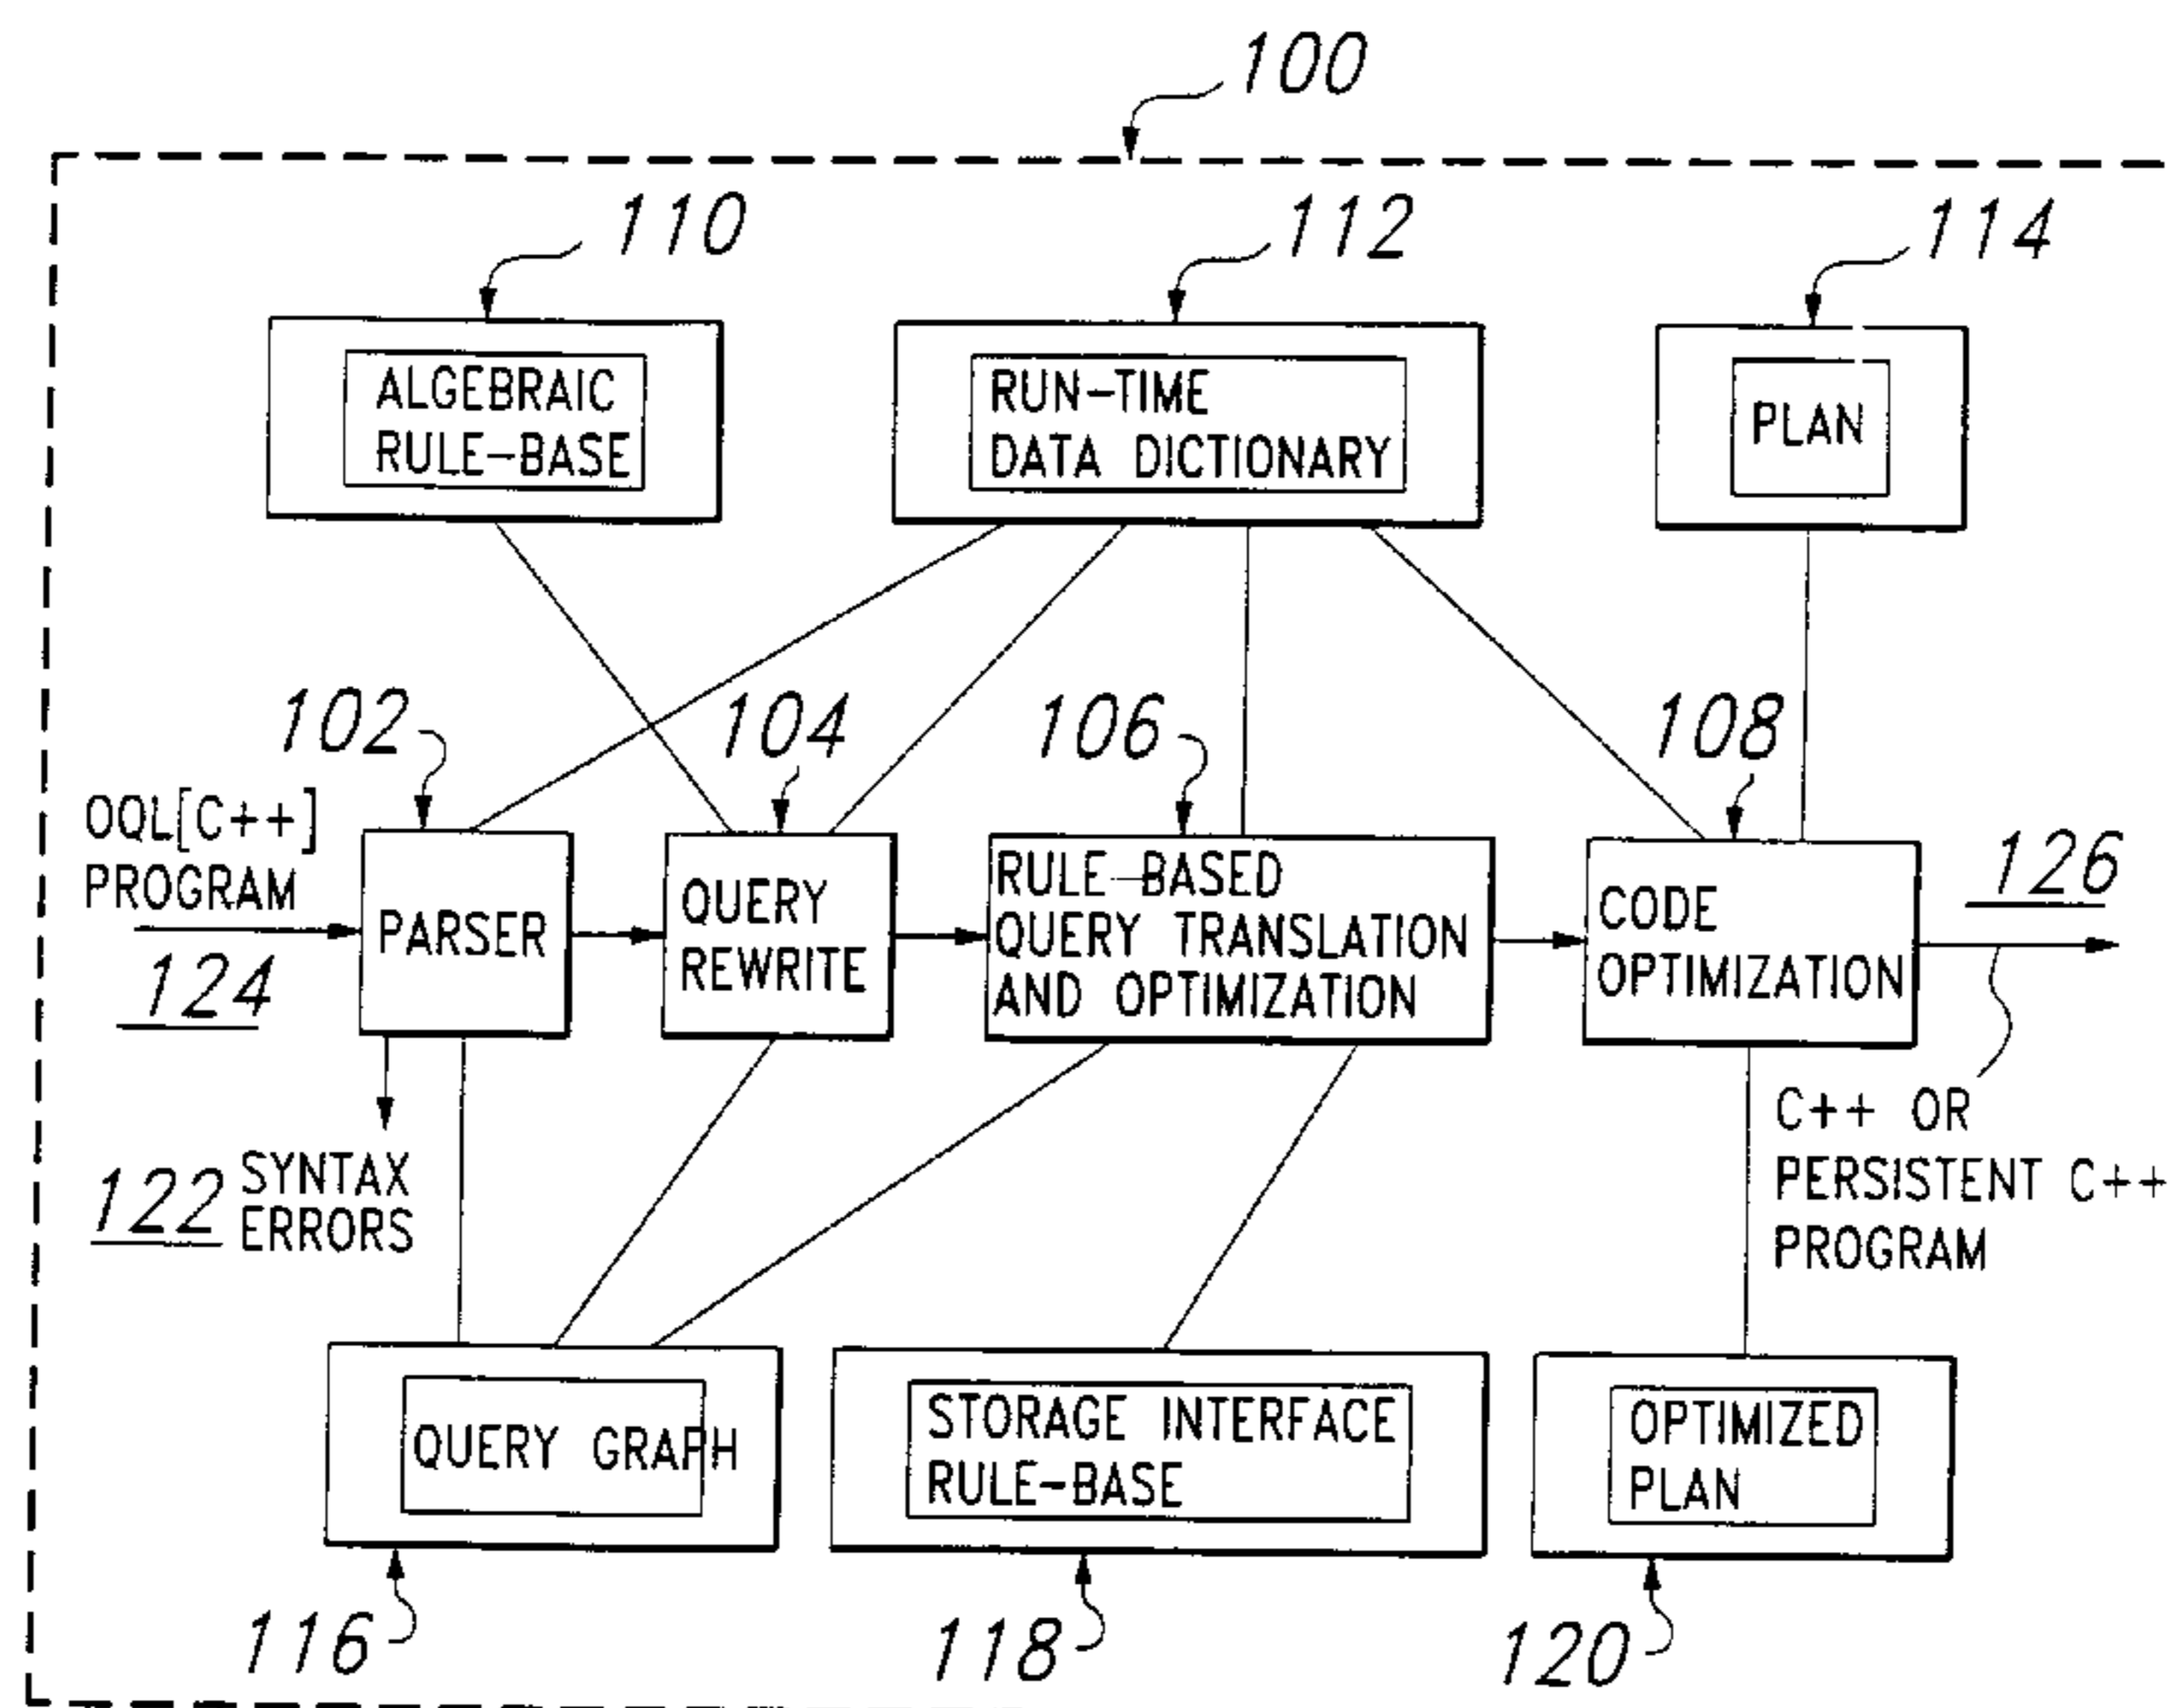 100
110
112
114
ALGEBRAIC
RULE-BASE
RUN-TIME
DATA DICTIONARY
PLAN
102
104
106
108
OQL[C++]
PROGRAM
124
PARSER
QUERY
REWRITE
RULE-BASED
QUERY TRANSLATION
AND OPTIMIZATION
CODE
OPTIMIZATION
126
122
SYNTAX
ERRORS
C++ OR
PERSISTENT C++
PROGRAM
QUERY GRAPH
STORAGE INTERFACE
RULE-BASE
OPTIMIZED
PLAN
116
118
120